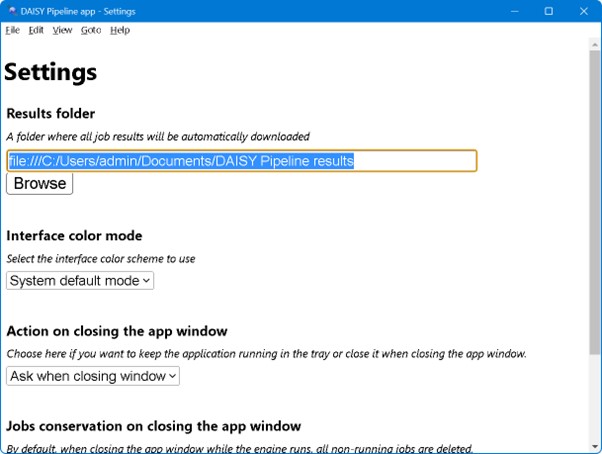 DAISY Pipeline app - Settings
File Edit View Goto Help
Settings
Results folder
A folder where all job results will be automatically downloaded
file:///C:/Users/admin/Documents/DAISY Pipeline results
Browse
Interface color mode
Select the interface color scheme to use
System default mode
Action on closing the app window
Choose here if you want to keep the application running in the tray or close it when closing the app window.
Ask when closing window
Jobs conservation on closing the app window
By default, when closing the app window while the engine runs, all non-running jobs are deleted.